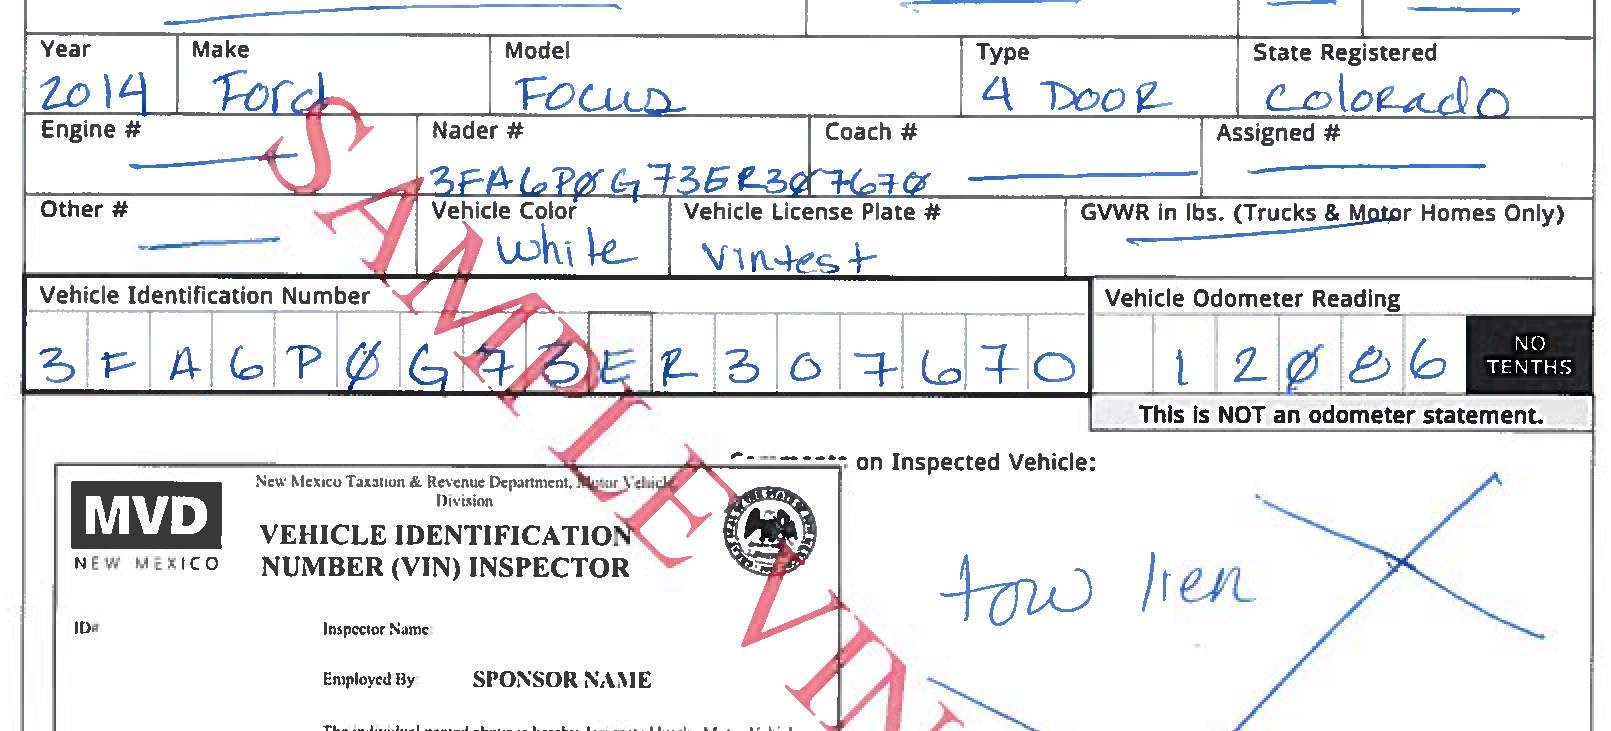 Year Make Model Type State Registered
2014 Ford Focus 4 DOOR Colorado
Engine # Nader # Coach # Assigned #
3FA6PØG73ER3Ø767Ø
Other # Vehicle Color Vehicle License Plate # GVWR in lbs. (Trucks & Motor Homes Only)
White Vintest
Vehicle Identification Number Vehicle Odometer Reading
3 F A 6 P Ø G 7 3 E R 3 0 7 6 7 0 1 2 Ø 8 6 NO TENTHS
This is NOT an odometer statement.
on Inspected Vehicle:
New Mexico Taxation & Revenue Department, Motor Vehicle
Division
MVD
NEW MEXICO
VEHICLE IDENTIFICATION
NUMBER (VIN) INSPECTOR
tow lien
ID#
Inspector Name
Employed By SPONSOR NAME
SAMPLE VIN